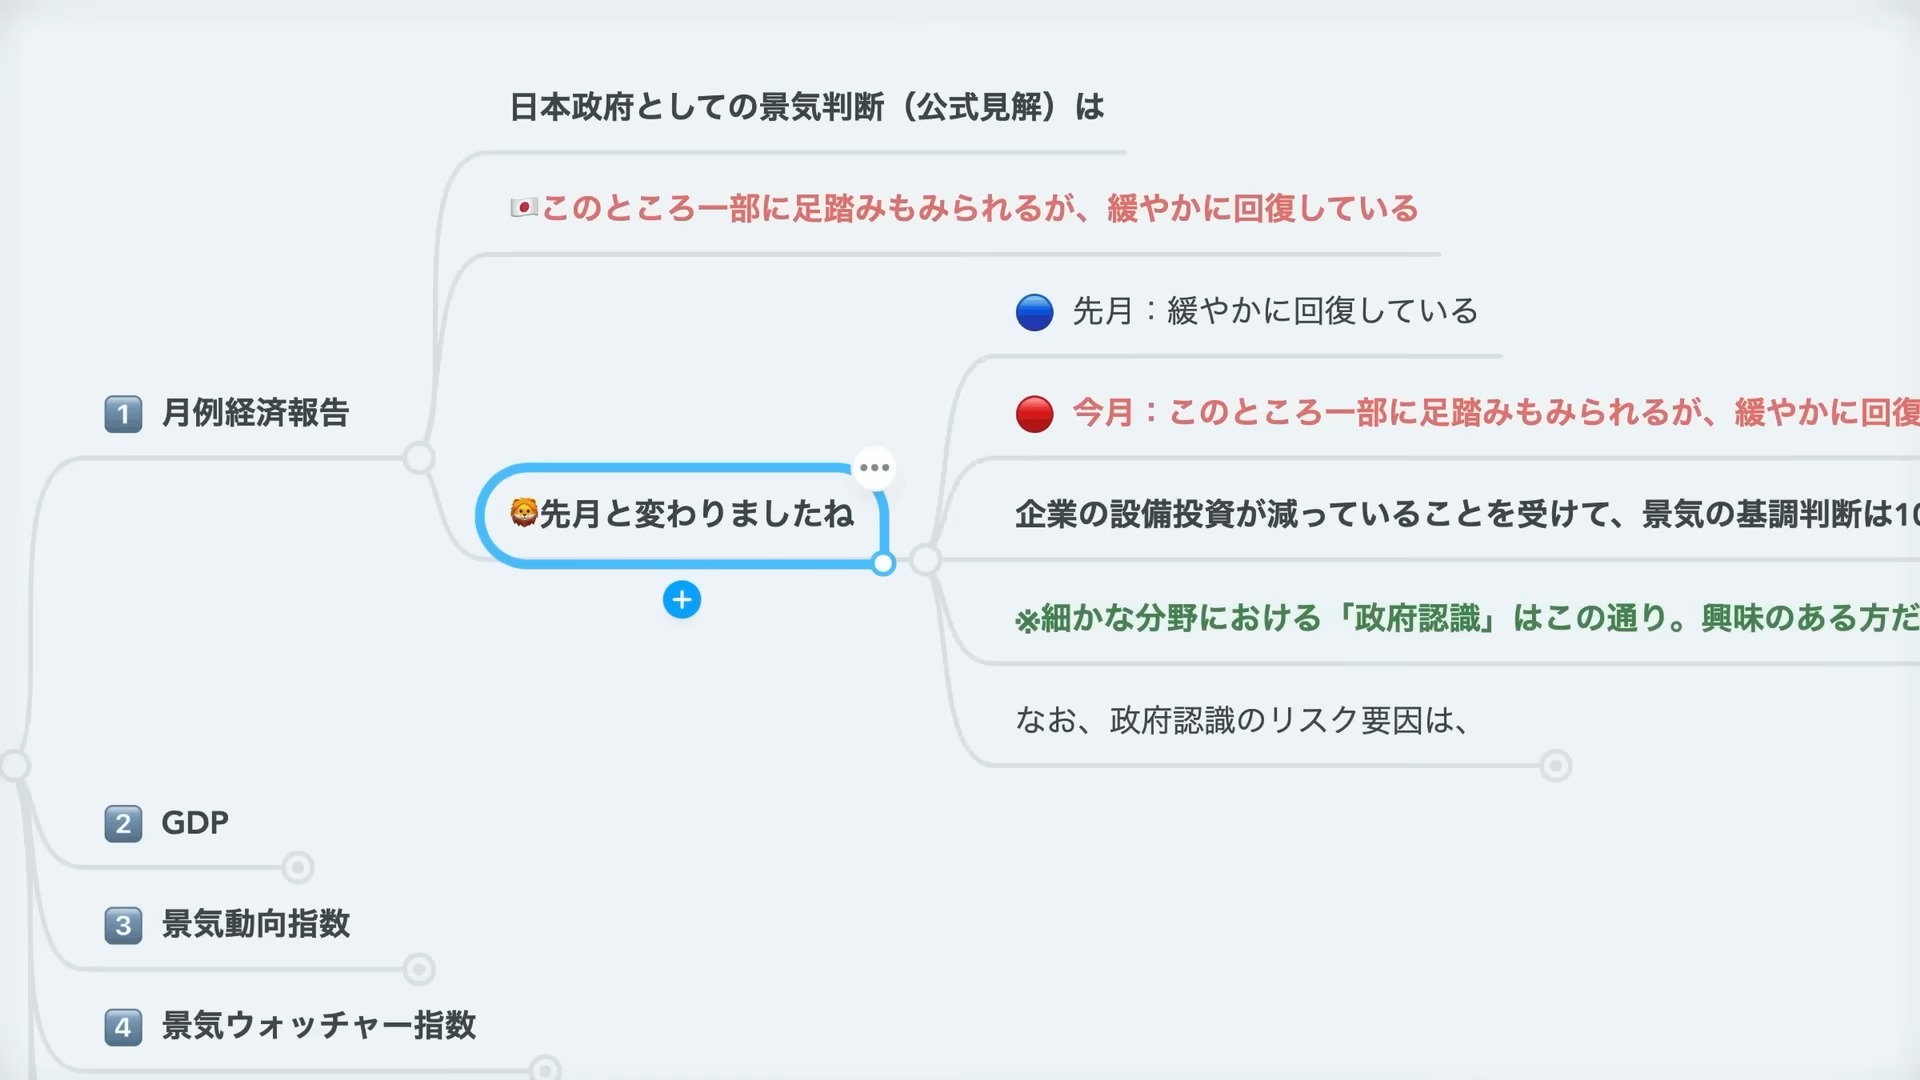 日本政府としての景気判断（公式見解）は
🇯🇵このところ一部に足踏みもみられるが、緩やかに回復している
🔵 先月：緩やかに回復している
1 月例経済報告
🔴 今月：このところ一部に足踏みもみられるが、緩やかに回復
🦁先月と変わりましたね
企業の設備投資が減っていることを受けて、景気の基調判断は10
※細かな分野における「政府認識」はこの通り。興味のある方だ
なお、政府認識のリスク要因は、
2 GDP
3 景気動向指数
4 景気ウォッチャー指数